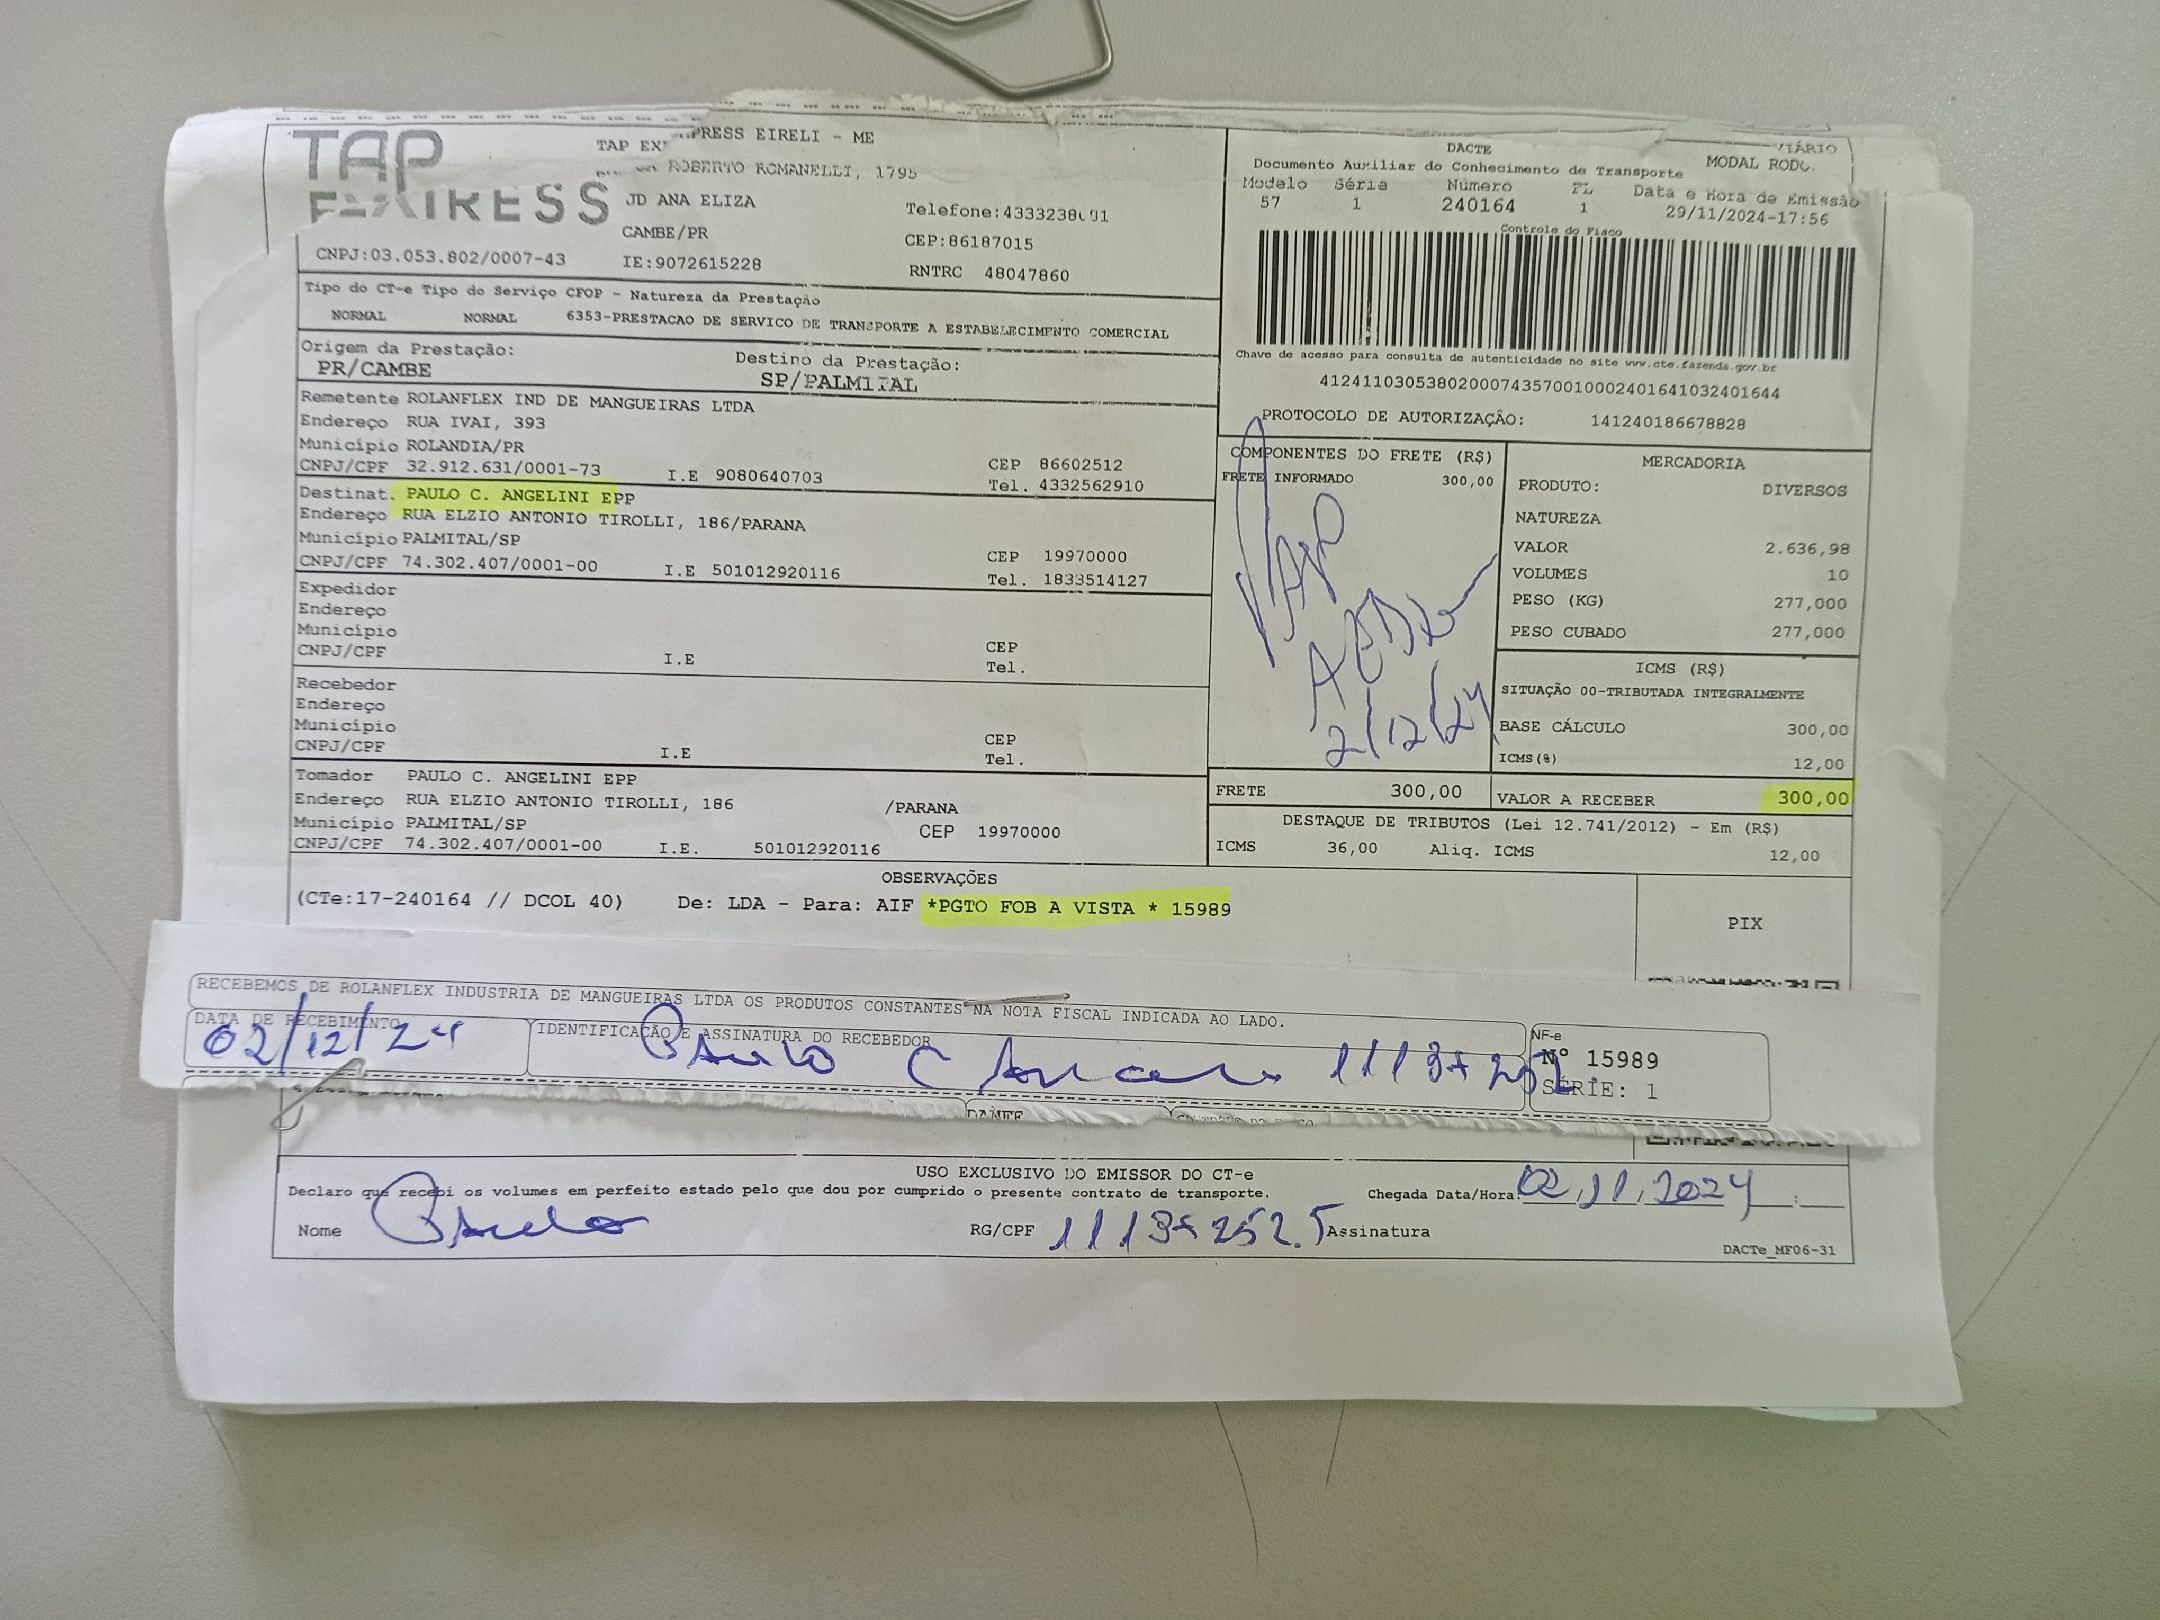 TAP EXPRESS
PRESS EIRELI - ME
TAP
ROBERTO ROMANELLI, 1795
JD ANA ELIZA
CAMBE/PR
CNPJ:03.053.802/0007-43
IE:9072615228
CEP:86187015
RNTRC 48047860
DACTE
MODAL
Documento Auxiliar do Conhecimento de Transporte
Modelo Série Número FL Data e Hora de Emissão
57 1 240164 1 29/11/2024-17:56
Controle do Fisco
Chave de acesso para consulta de autenticidade no site www.cte.fazenda.gov.br
41241103053802000743570010002401641032401644
PROTOCOLO DE AUTORIZAÇÃO: 141240186678828
Tipo do CT-e Tipo do Serviço CFOP - Natureza da Prestação
NORMAL NORMAL 6353-PRESTACAO DE SERVICO DE TRANSPORTE A ESTABELECIMENTO COMERCIAL
Origem da Prestação: Destino da Prestação:
PR/CAMBE SP/PALMITAL
Remetente ROLANFLEX IND DE MANGUEIRAS LTDA
Endereço RUA IVAI, 393
Município ROLANDIA/PR CEP 86602512
CNPJ/CPF 32.912.631/0001-73 I.E 9080640703 Tel. 4332562910
Destinat. PAULO C. ANGELINI EPP
Endereço RUA ELZIO ANTONIO TIROLLI, 186/PARANA
Município PALMITAL/SP CEP 19970000
CNPJ/CPF 74.302.407/0001-00 I.E 501012920116 Tel. 1833514127
Expedidor
Endereço
Município CEP
CNPJ/CPF I.E Tel.
Recebedor
Endereço
Município CEP
CNPJ/CPF I.E Tel.
Tomador PAULO C. ANGELINI EPP
Endereço RUA ELZIO ANTONIO TIROLLI, 186 /PARANA
Município PALMITAL/SP CEP 19970000
CNPJ/CPF 74.302.407/0001-00 I.E. 501012920116
COMPONENTES DO FRETE (R$)
FRETE INFORMADO 300,00
2/12/24
FRETE 300,00
MERCADORIA
PRODUTO: DIVERSOS
NATUREZA
VALOR 2.636,98
VOLUMES 10
PESO (KG) 277,000
PESO CUBADO 277,000
ICMS (R$)
SITUAÇÃO 00-TRIBUTADA INTEGRALMENTE
BASE CÁLCULO 300,00
ICMS(%) 12,00
VALOR A RECEBER 300,00
DESTAQUE DE TRIBUTOS (Lei 12.741/2012) - Em (R$)
ICMS 36,00 Aliq. ICMS 12,00
OBSERVAÇÕES
(CTe:17-240164 // DCOL 40) De: LDA - Para: AIF *PGTO FOB A VISTA * 15989
PIX
RECEBEMOS DE ROLANFLEX INDUSTRIA DE MANGUEIRAS LTDA OS PRODUTOS CONSTANTES NA NOTA FISCAL INDICADA AO LADO.
DATA DE RECEBIMENTO IDENTIFICAÇÃO E ASSINATURA DO RECEBEDOR
02/12/24 Paulo C
NF-e
Nº 15989
SÉRIE: 1
DANFE
USO EXCLUSIVO DO EMISSOR DO CT-e
Declaro que recebi os volumes em perfeito estado pelo que dou por cumprido o presente contrato de transporte. Chegada Data/Hora: 02,11,2024 :
Nome Paulo RG/CPF Assinatura
DACTe_MF06-31